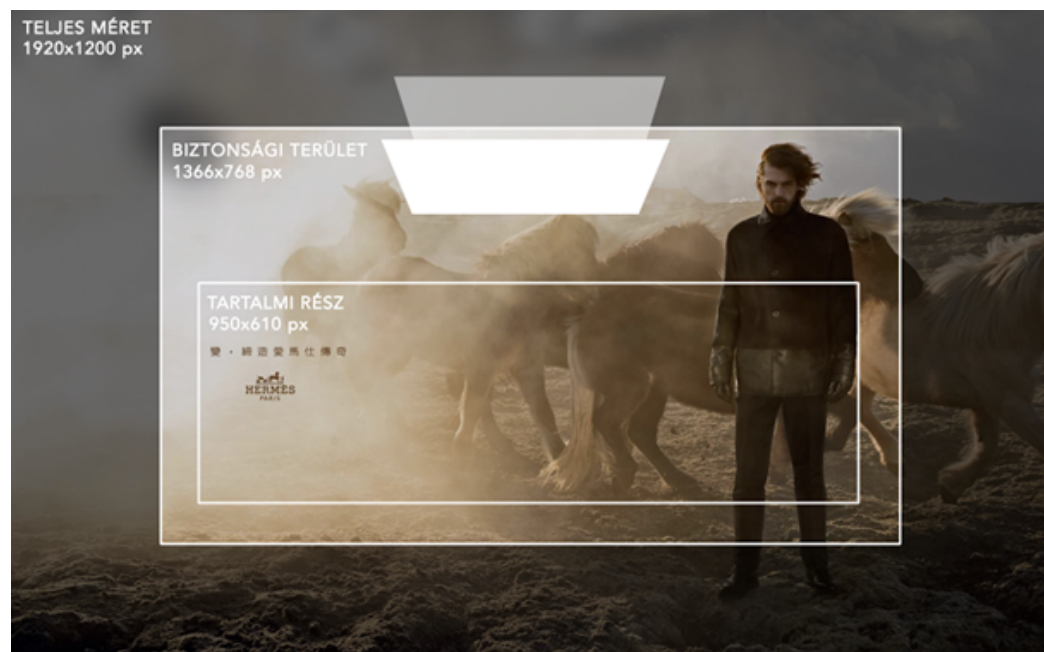 TELJES MÉRET
1920x1200 px
BIZTONSÁGI TERÜLET
1366x768 px
TARTALMI RÉSZ
950x610 px
變・締造愛馬仕傳奇
HERMÈS
PARIS